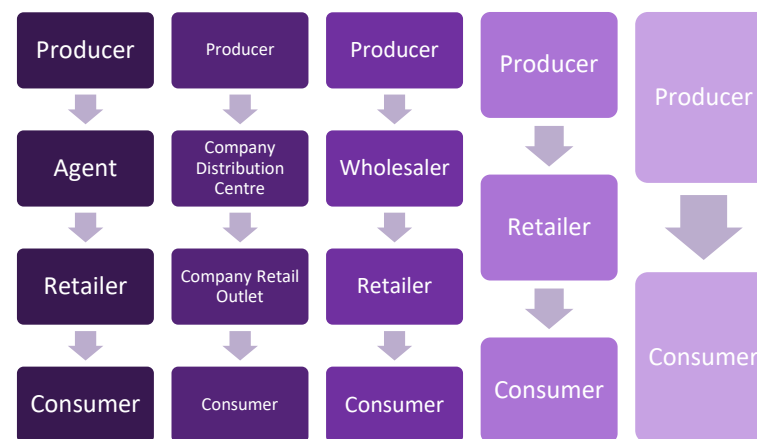 Producer
Agent
Retailer
Consumer
Producer
Company
Distribution
Centre
Company Retail
Outlet
Consumer
Producer
Wholesaler
Retailer
Consumer
Producer
Retailer
Consumer
Producer
Consumer